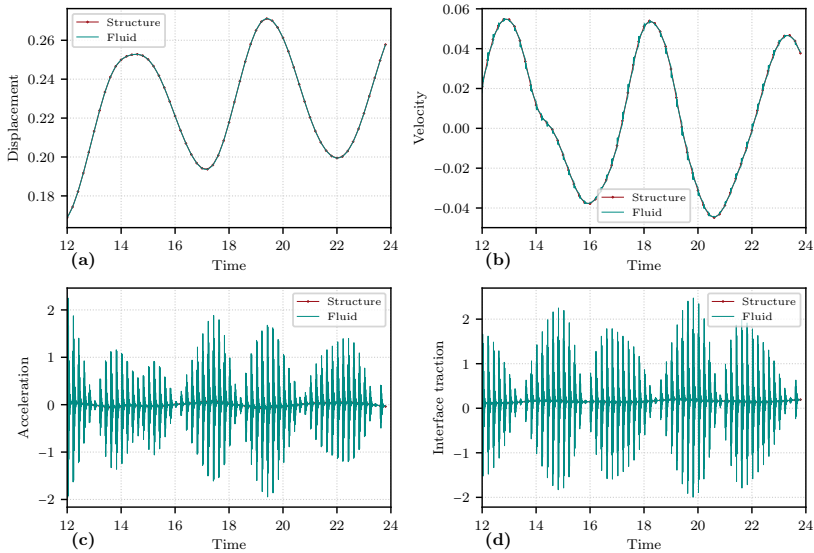 Structure
Fluid
0.26
0.24
0.22
0.20
0.18
Displacement
12 14 16 18 20 22 24
Time
(a)
0.06
0.04
0.02
0.00
−0.02
−0.04
Velocity
Structure
Fluid
12 14 16 18 20 22 24
Time
(b)
2
1
0
−1
−2
Acceleration
Structure
Fluid
12 14 16 18 20 22 24
Time
(c)
2
1
0
−1
−2
Interface traction
Structure
Fluid
12 14 16 18 20 22 24
Time
(d)